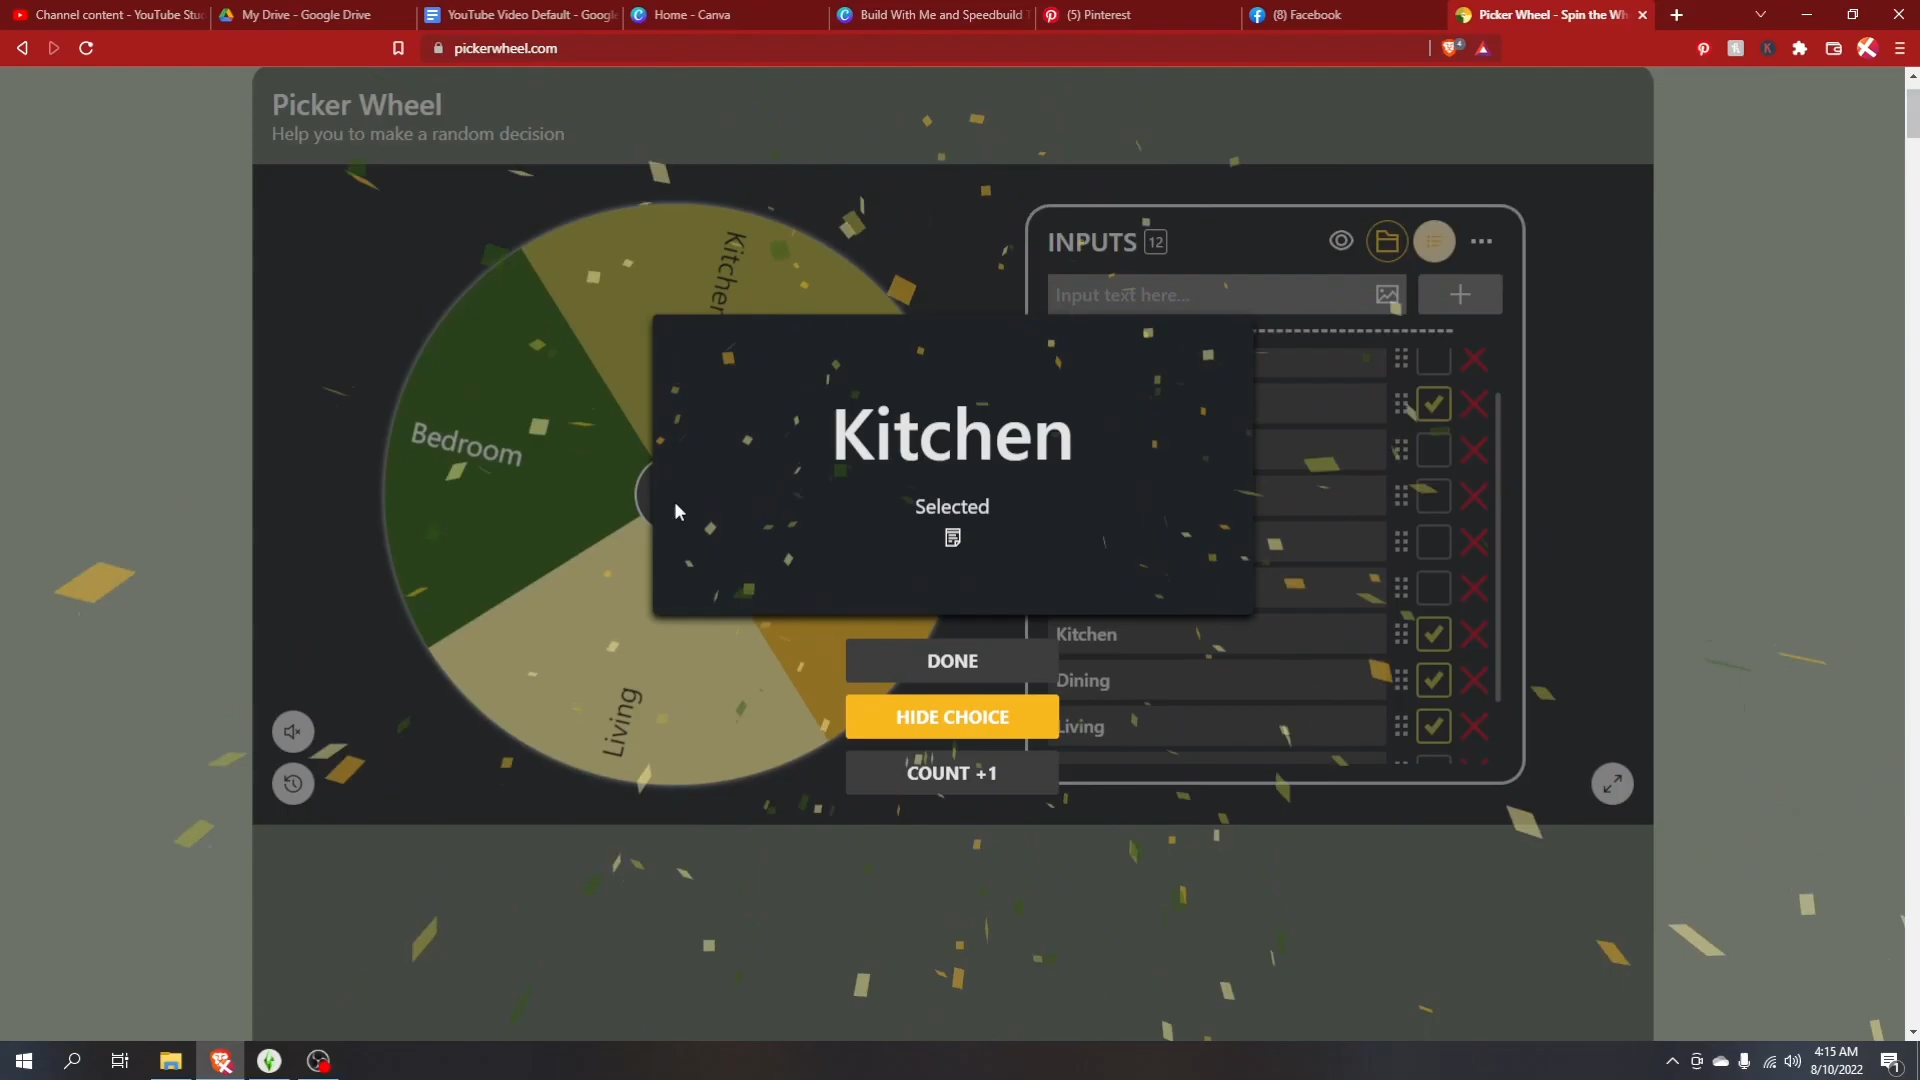 Channel content - YouTube Stu
My Drive - Google Drive
YouTube Video Default - Google
Home - Canva
Build With Me and Speedbuild
(5) Pinterest
(8) Facebook
Picker Wheel - Spin the Wh
pickerwheel.com
4
Picker Wheel
Help you to make a random decision
Kitchen
Bedroom
Living
INPUTS 12
Input text here...
Kitchen
Selected
DONE
HIDE CHOICE
COUNT +1
Kitchen
Dining
Living
4:15 AM
8/10/2022
1